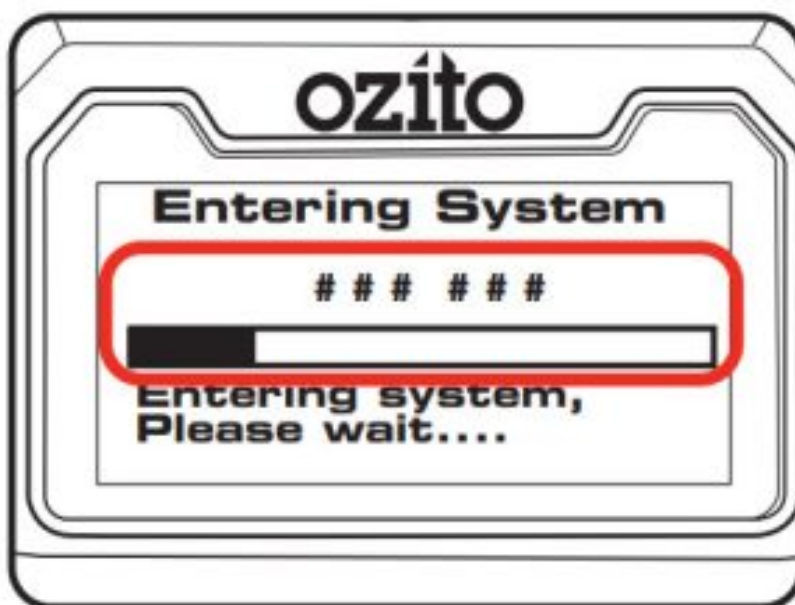 ozito
Entering System
# # # # # #
Entering system,
Please wait....